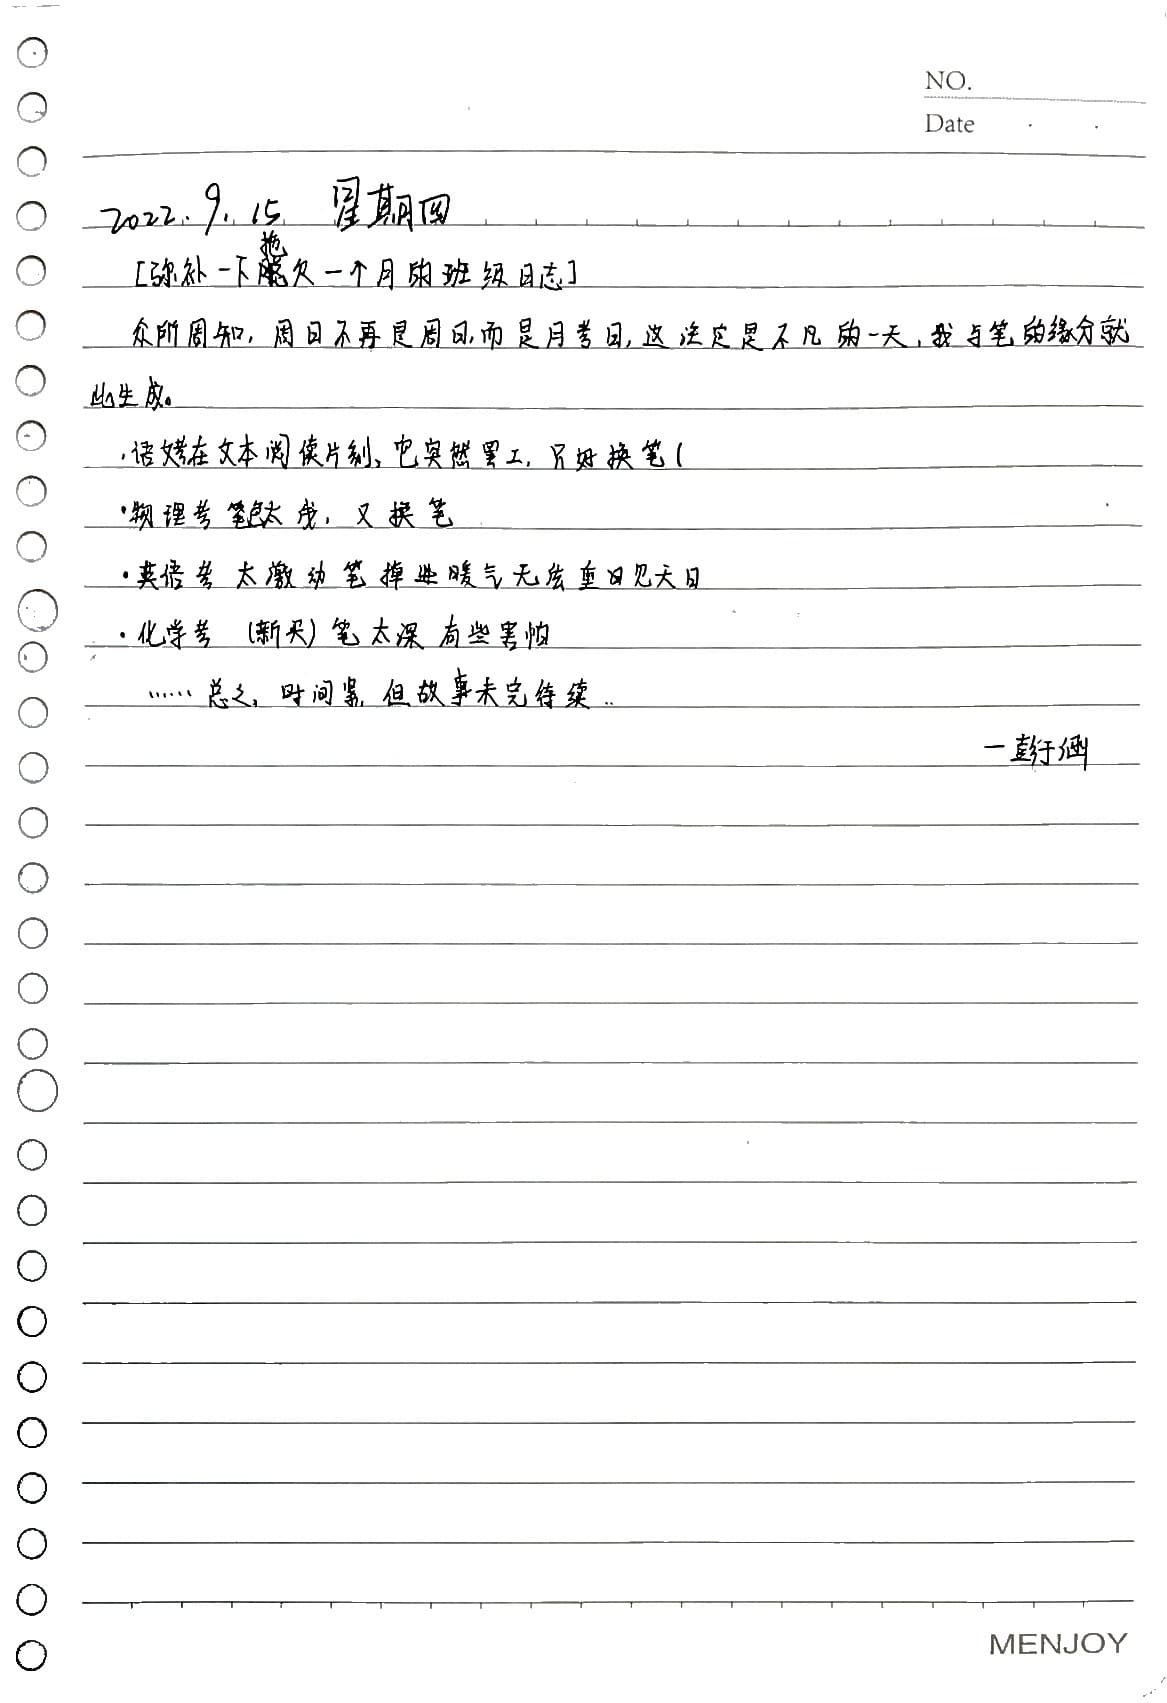 NO.
Date
2022.9.15 星期四
[弥补一下拖欠一个月的班级日志]
众所周知,周日不再是周日,而是月考日,这注定是不凡的一天,我与笔的缘分就
此生成。
·语文考在文本阅读片刻,它突然罢工,只好换笔(
·物理考 笔色太浅,又换笔
·英语考 太激动笔掉进暖气无法重日见天日
·化学考 (新买)笔太深 有些害怕
……总之,时间紧,但故事未完待续..
—彭于涵
MENJOY